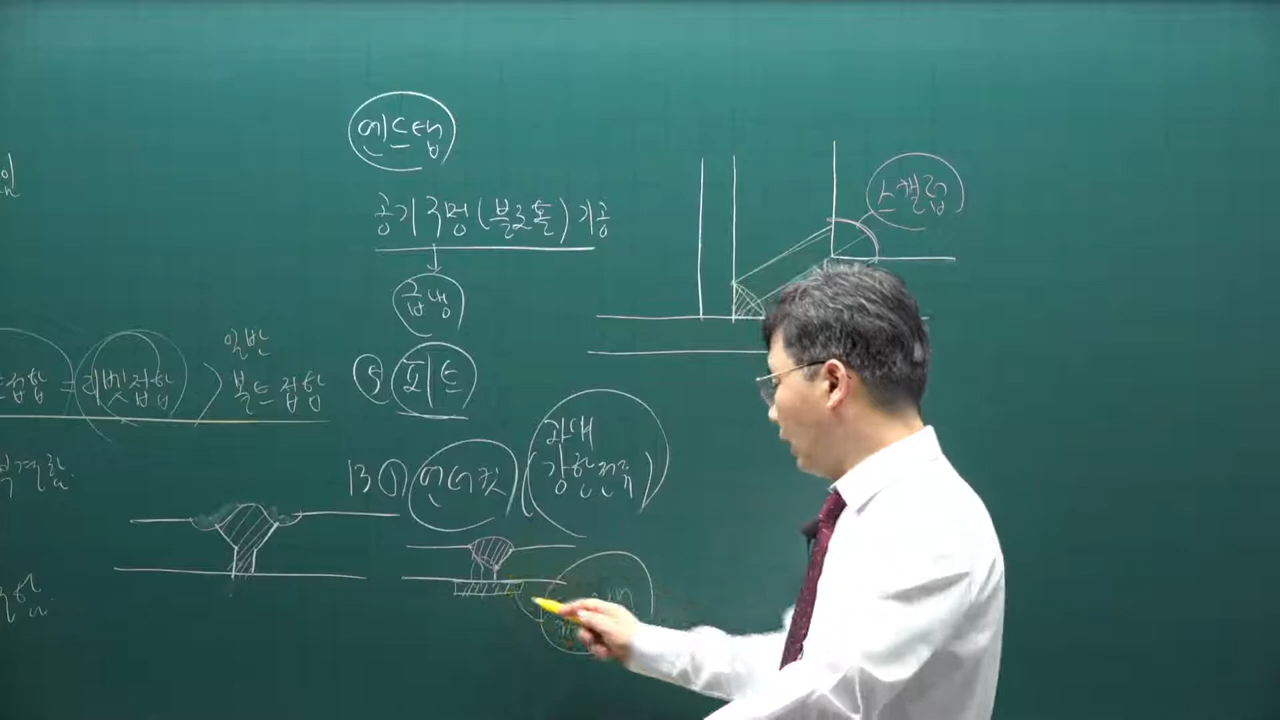 엔드탭
스캘럽
공기구멍(블로홀) 기공
급냉
일반
리벳접합 > 볼트접합
⑤ 피트
13 ① 언더컷 (과대
강한전류)